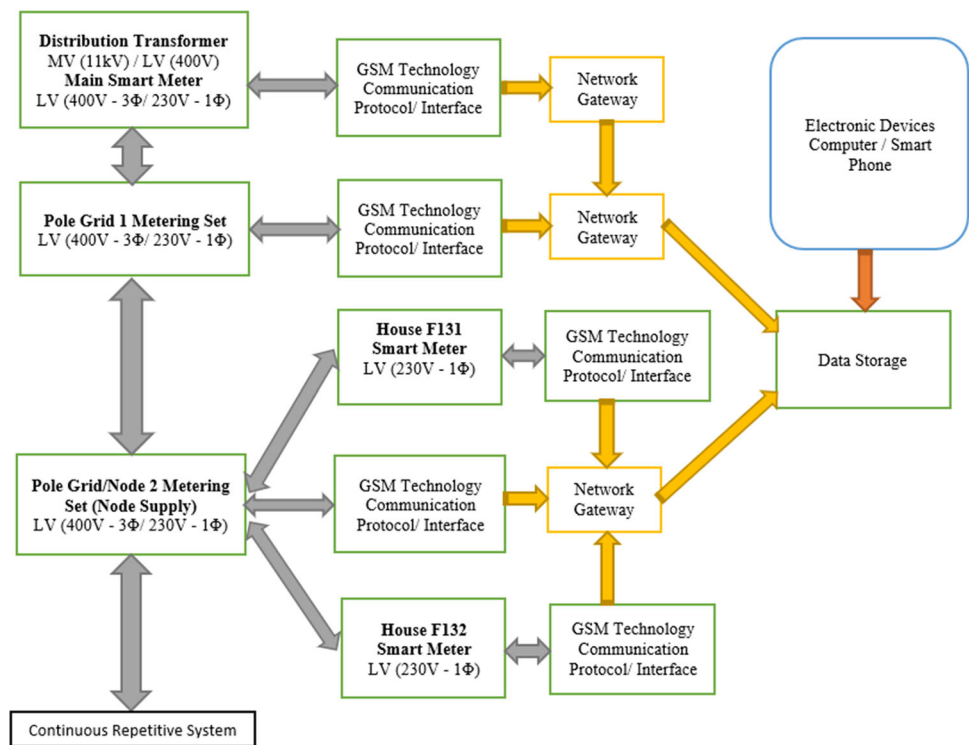 Distribution Transformer
MV (11kV) / LV (400V)
Main Smart Meter
LV (400V - 3Φ/ 230V - 1Φ)
GSM Technology
Communication
Protocol/ Interface
Network
Gateway
Electronic Devices
Computer / Smart
Phone
Pole Grid 1 Metering Set
LV (400V - 3Φ/ 230V - 1Φ)
GSM Technology
Communication
Protocol/ Interface
Network
Gateway
House F131
Smart Meter
LV (230V - 1Φ)
GSM Technology
Communication
Protocol/ Interface
Data Storage
Pole Grid/Node 2 Metering
Set (Node Supply)
LV (400V - 3Φ/ 230V - 1Φ)
GSM Technology
Communication
Protocol/ Interface
Network
Gateway
House F132
Smart Meter
LV (230V - 1Φ)
GSM Technology
Communication
Protocol/ Interface
Continuous Repetitive System